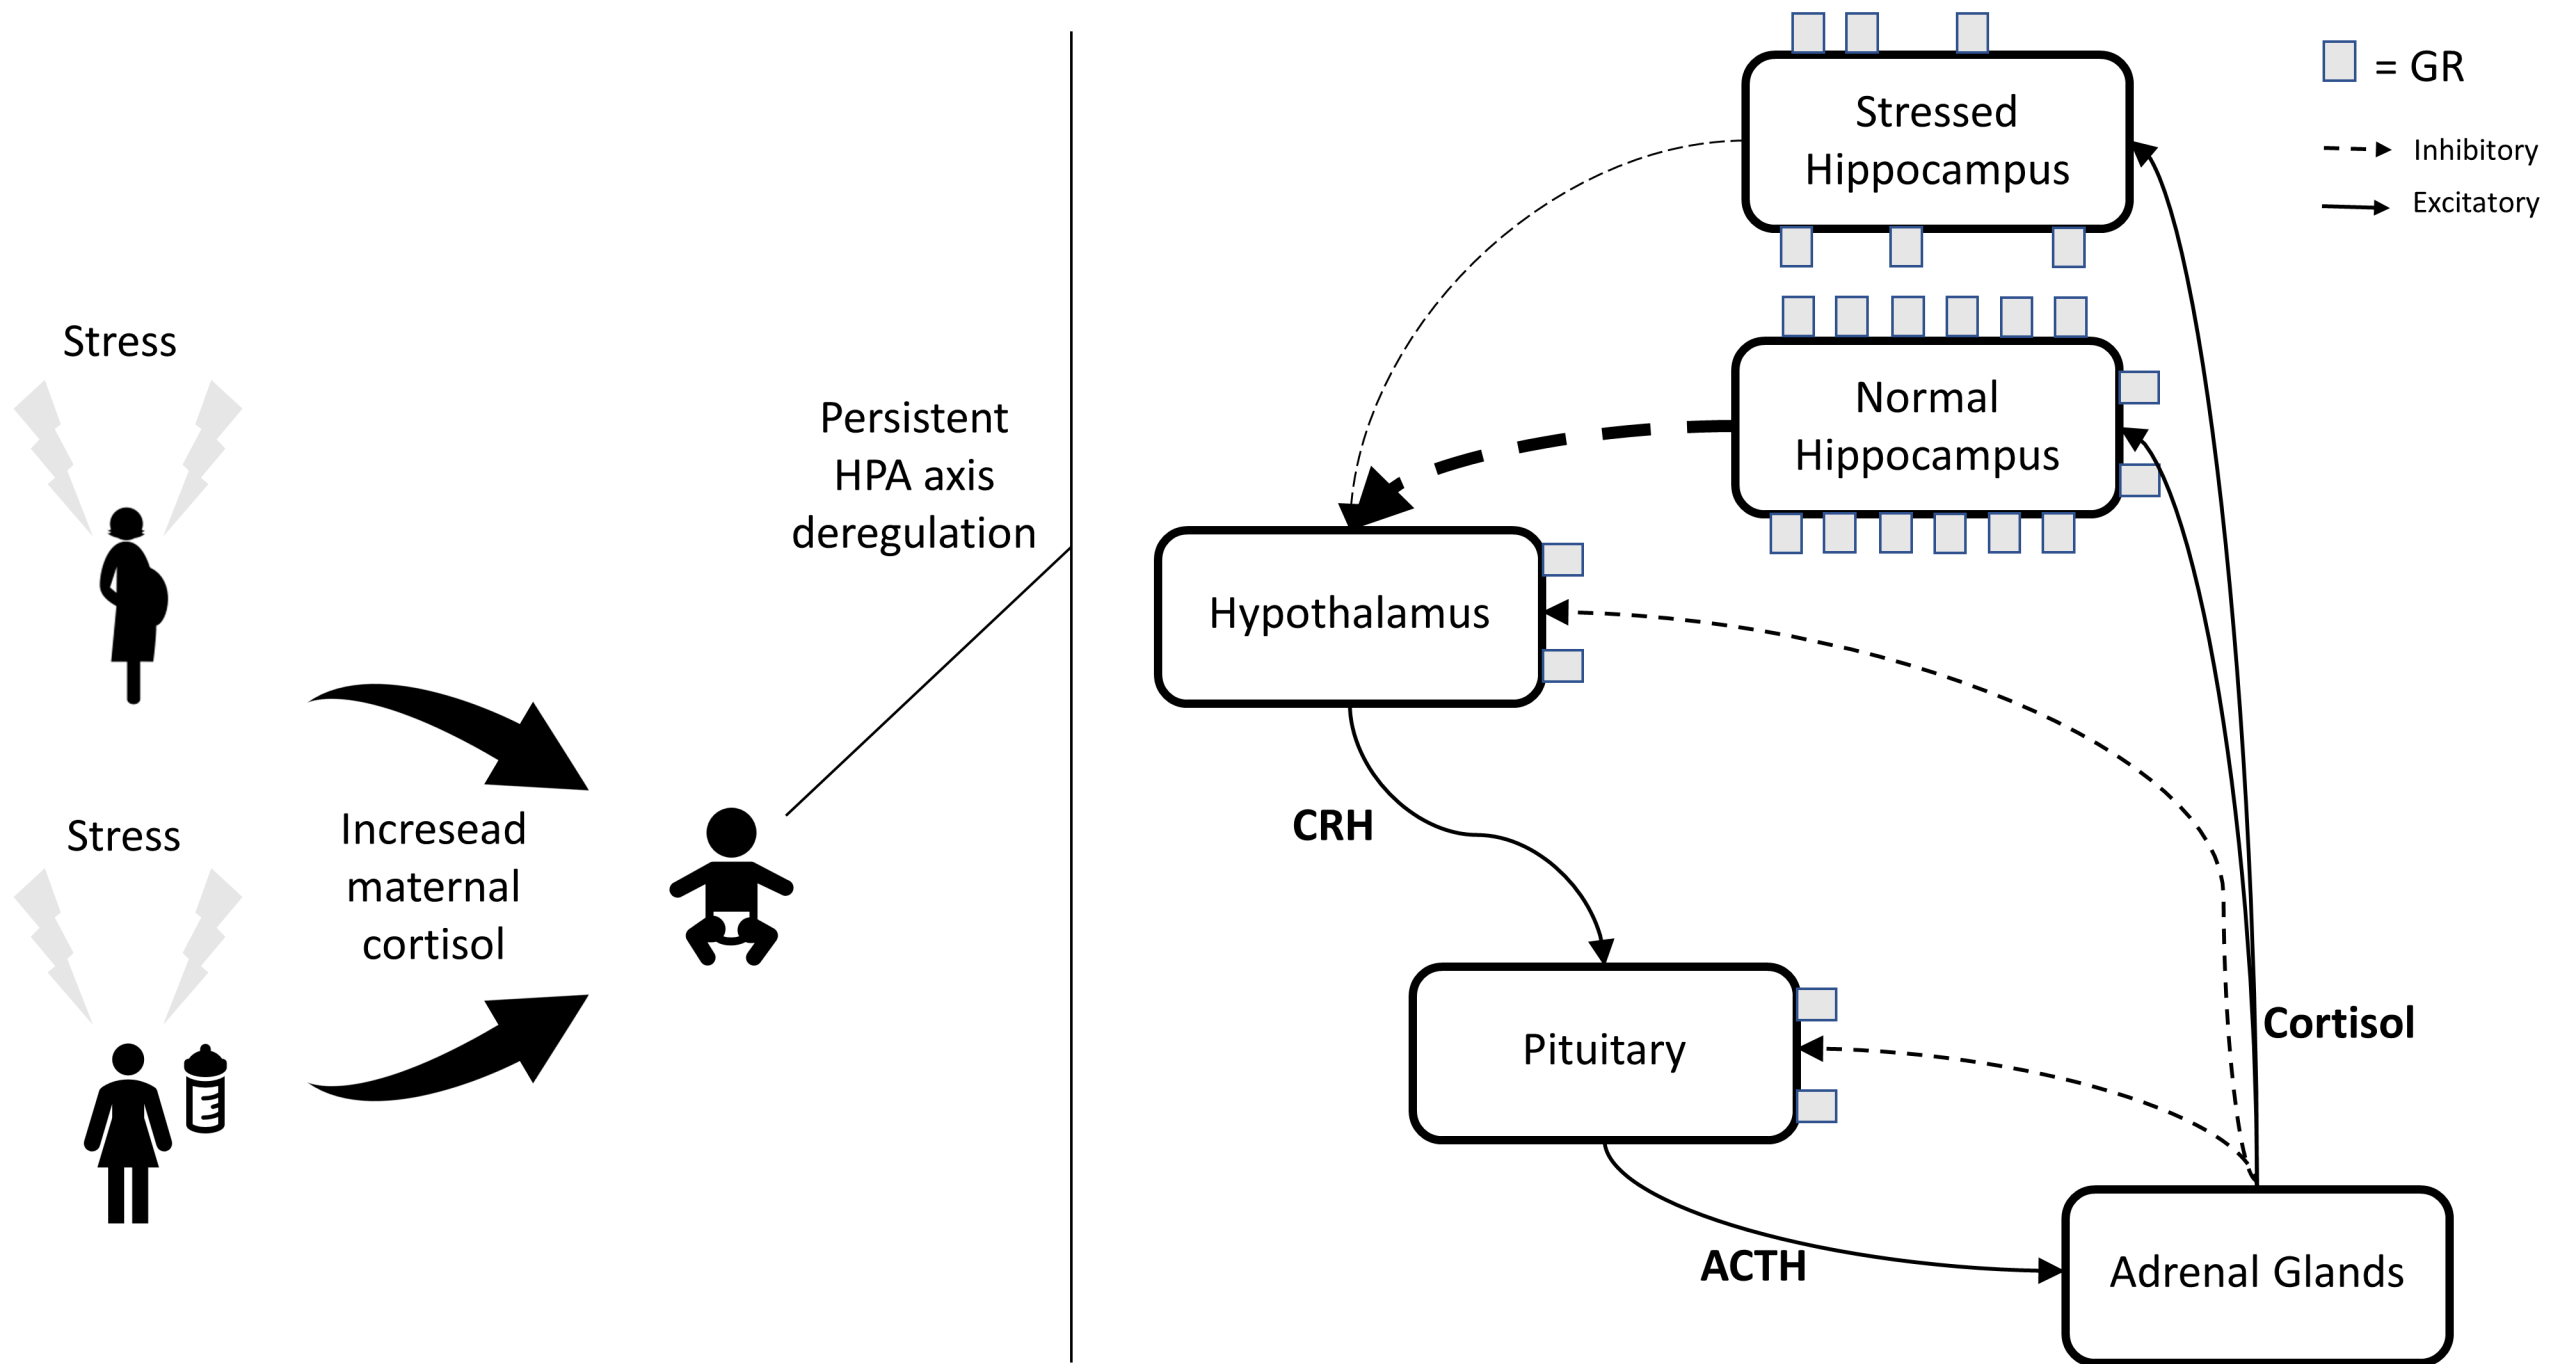 Stress
Stress
Incresead
maternal
cortisol
Persistent
HPA axis
deregulation
Stressed
Hippocampus
Normal
Hippocampus
Hypothalamus
CRH
Pituitary
ACTH
Adrenal Glands
Cortisol
= GR
Inhibitory
Excitatory